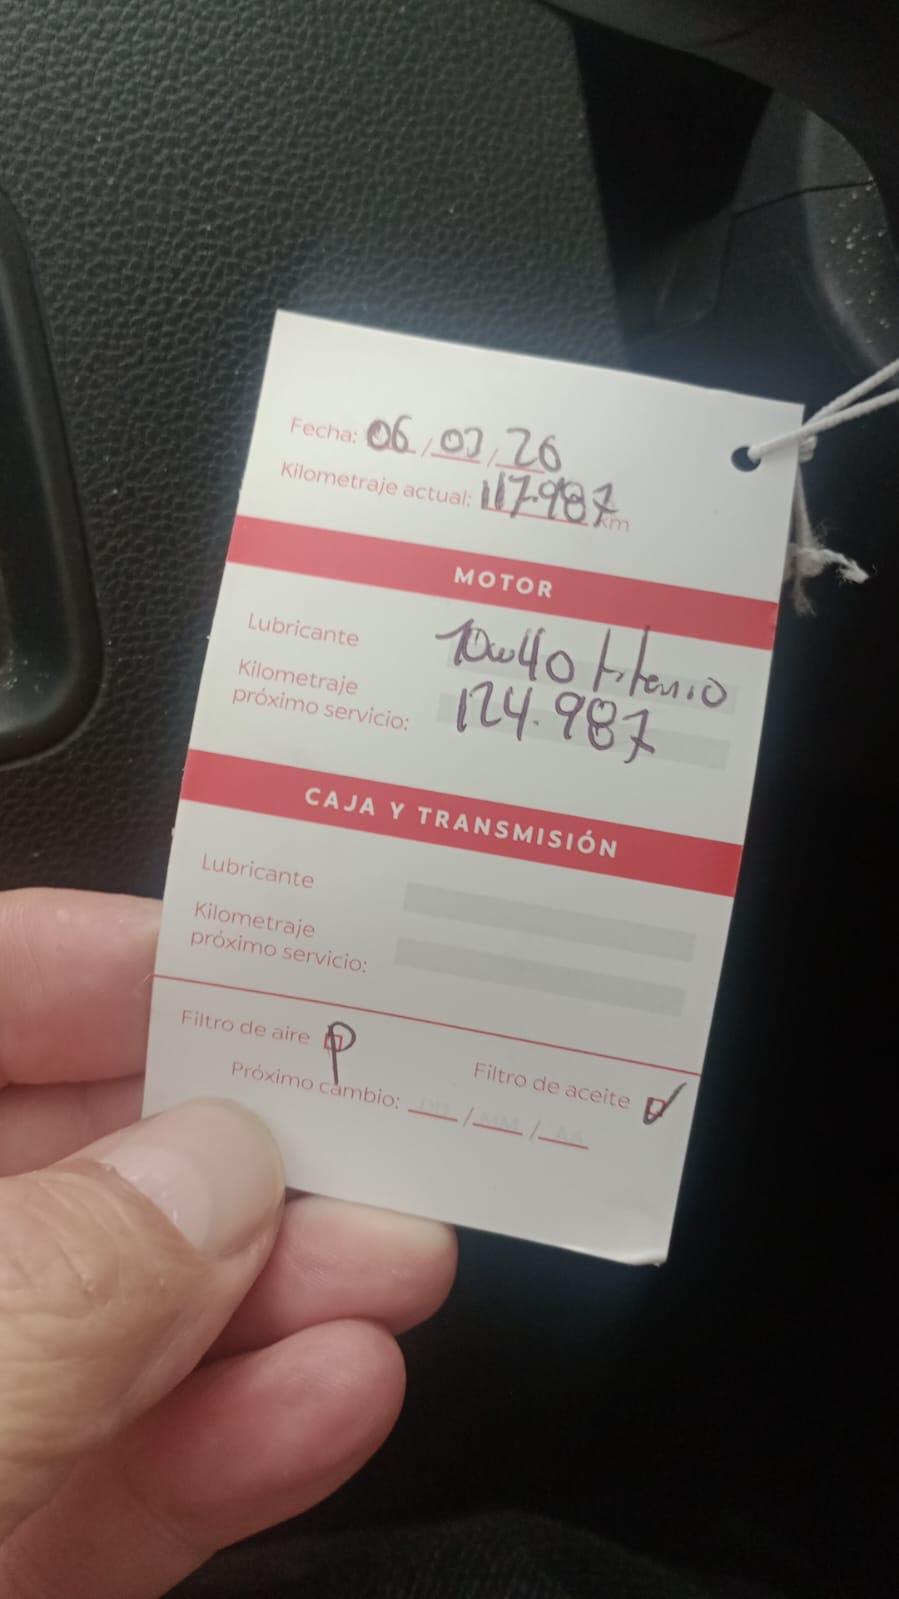 Fecha: 06/07/26
Kilometraje actual: 117.987 km
MOTOR
Lubricante 10w40 titanio
Kilometraje
próximo servicio: 124.987
CAJA Y TRANSMISIÓN
Lubricante
Kilometraje
próximo servicio:
Filtro de aire P
Filtro de aceite ✓
Próximo cambio: DD/MM/AA